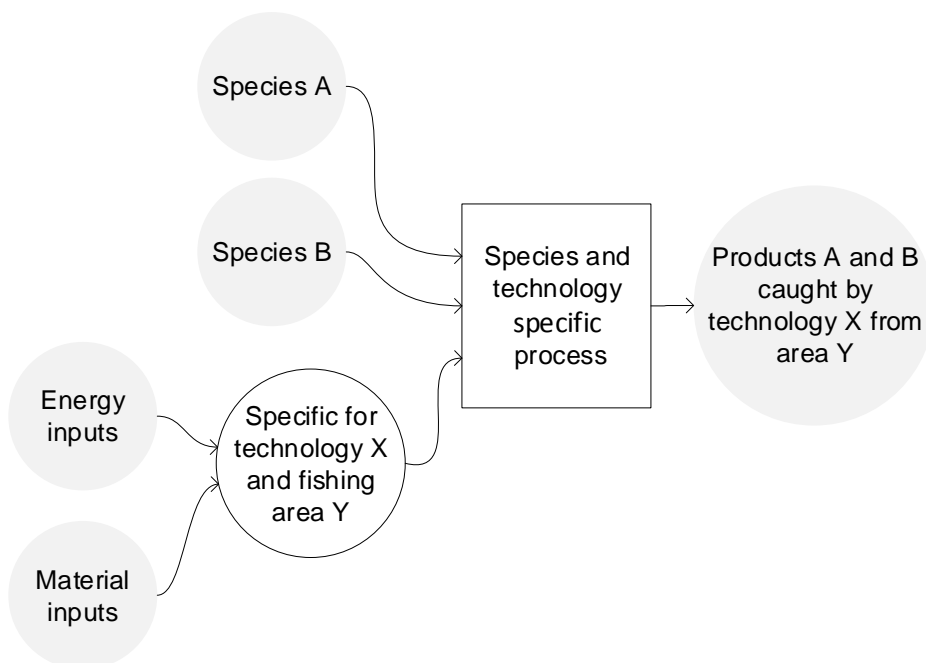 Species A
Species B
Energy
inputs
Material
inputs
Specific for
technology X
and fishing
area Y
Species and
technology
specific
process
Products A and B
caught by
technology X from
area Y